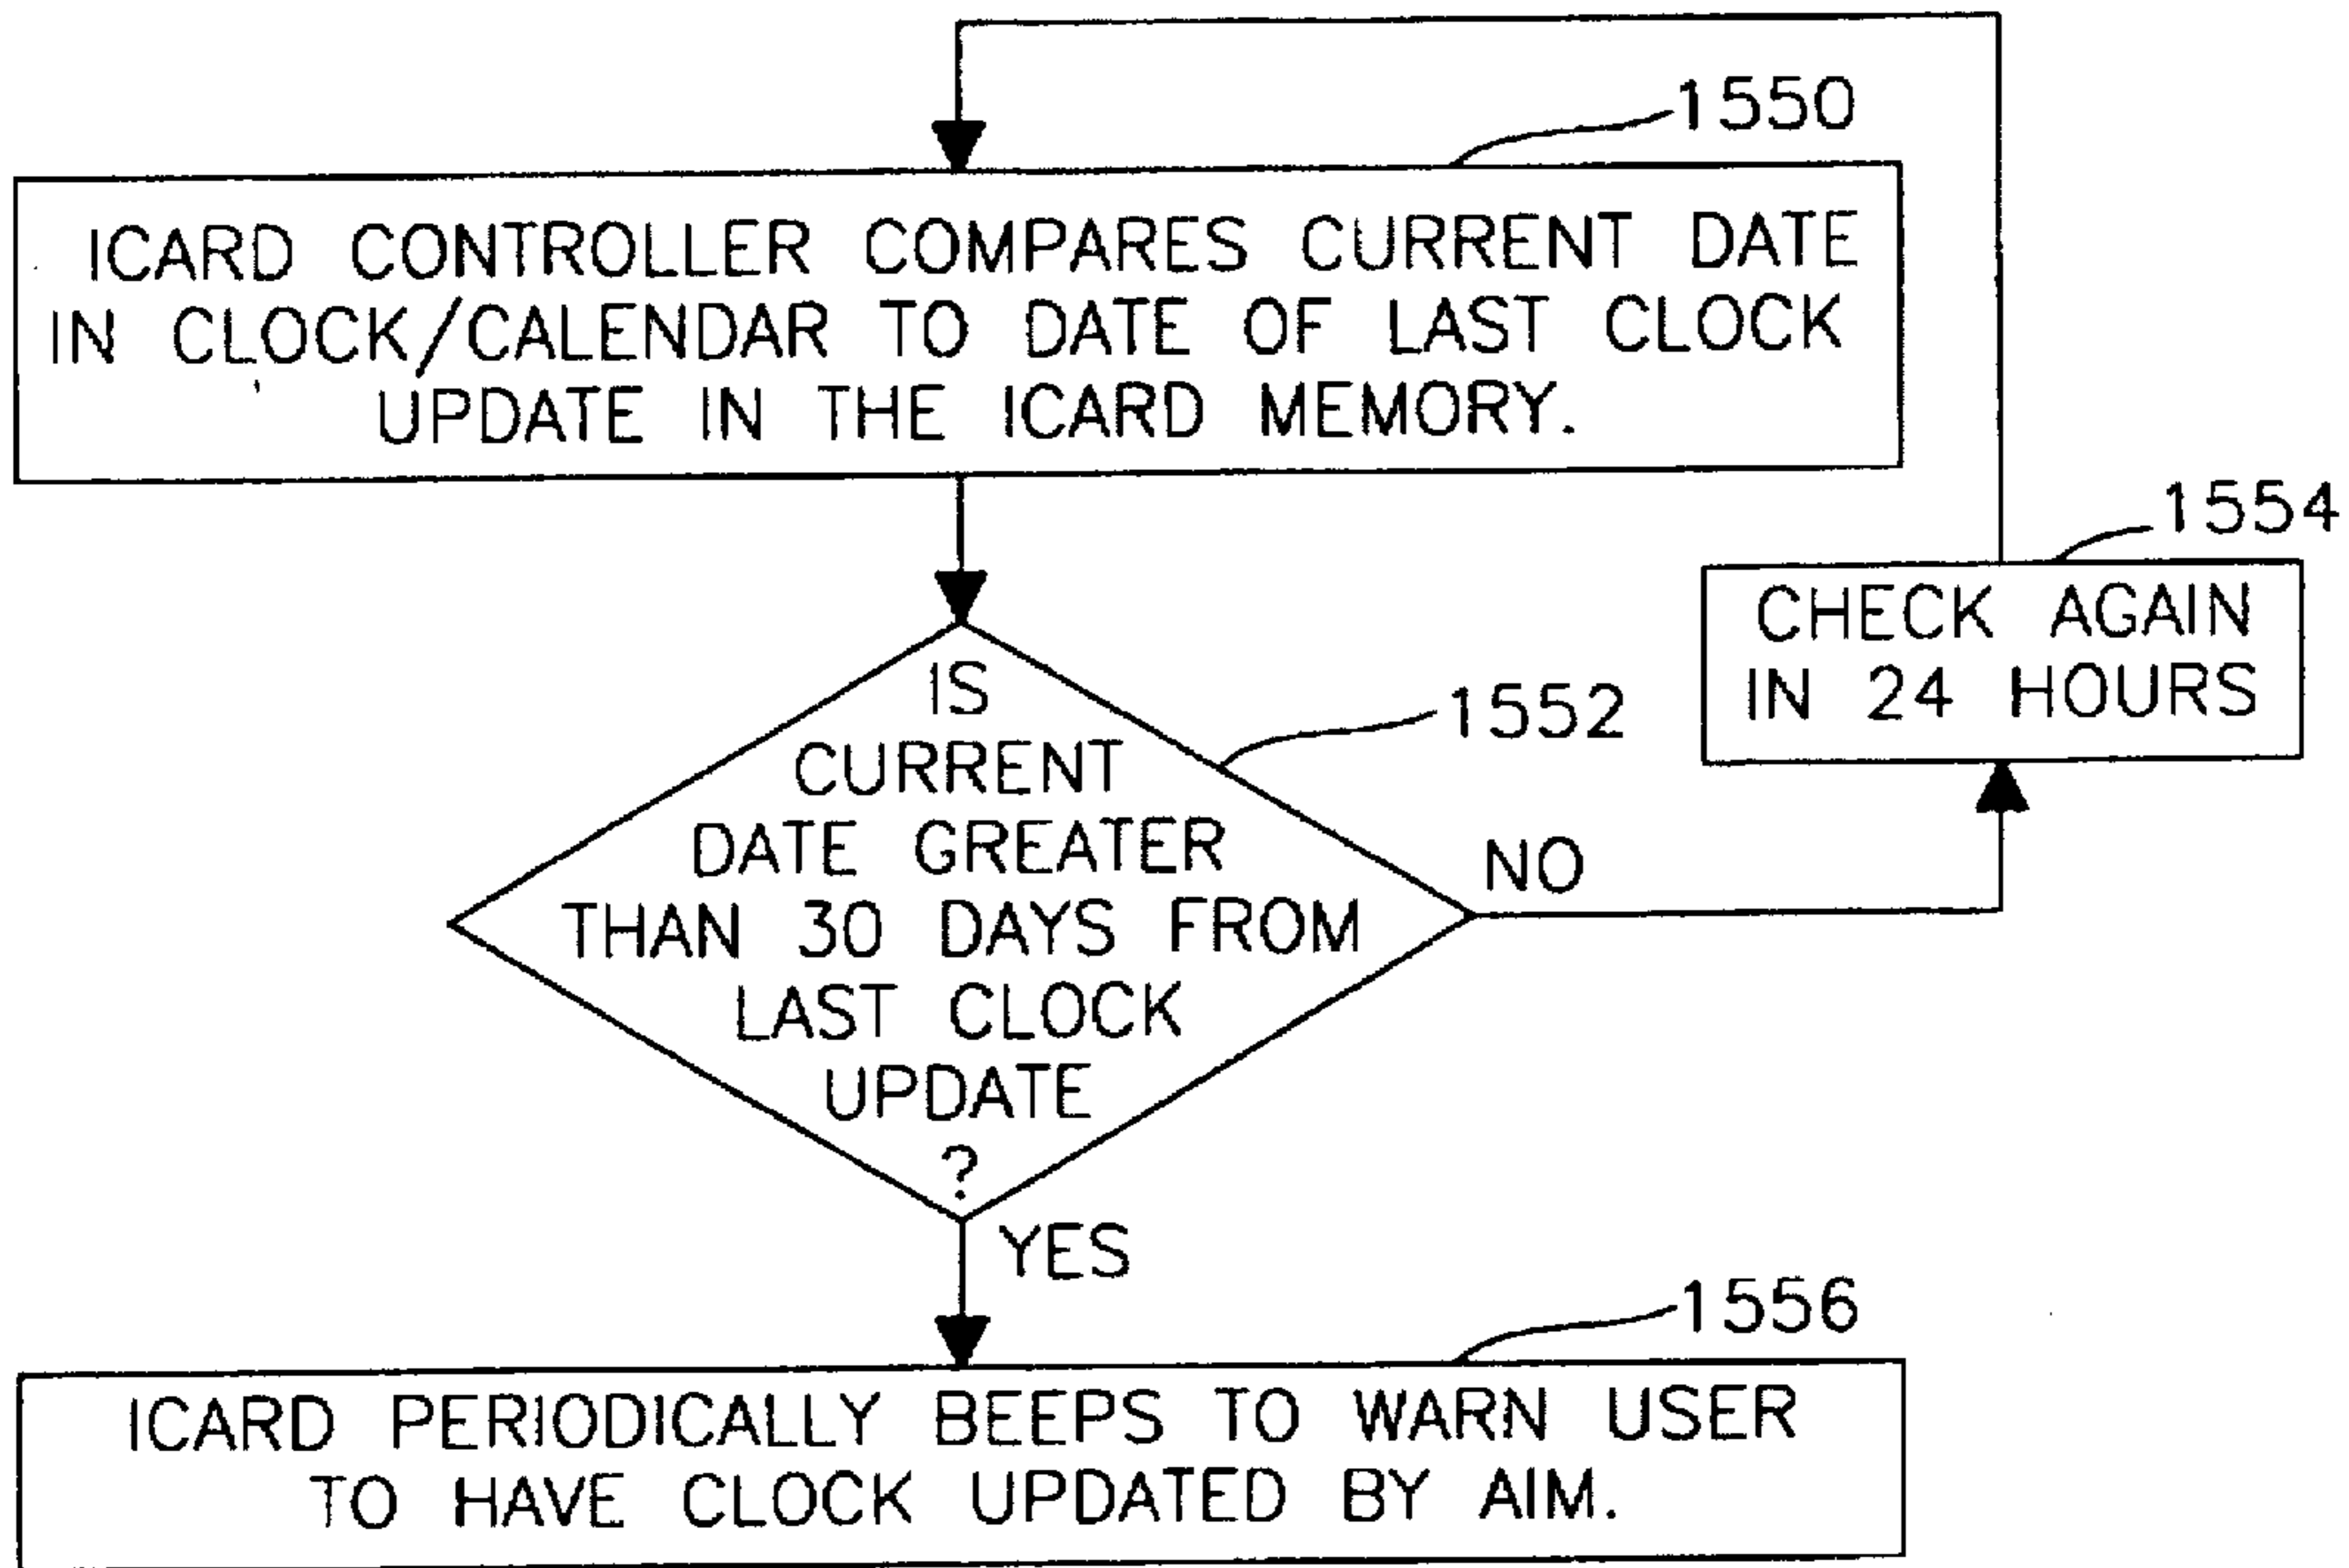 1550
ICARD CONTROLLER COMPARES CURRENT DATE
IN CLOCK/CALENDAR TO DATE OF LAST CLOCK
UPDATE IN THE ICARD MEMORY.
1554
CHECK AGAIN
IN 24 HOURS
1552
IS
CURRENT
DATE GREATER
THAN 30 DAYS FROM
LAST CLOCK
UPDATE
?
NO
YES
1556
ICARD PERIODICALLY BEEPS TO WARN USER
TO HAVE CLOCK UPDATED BY AIM.